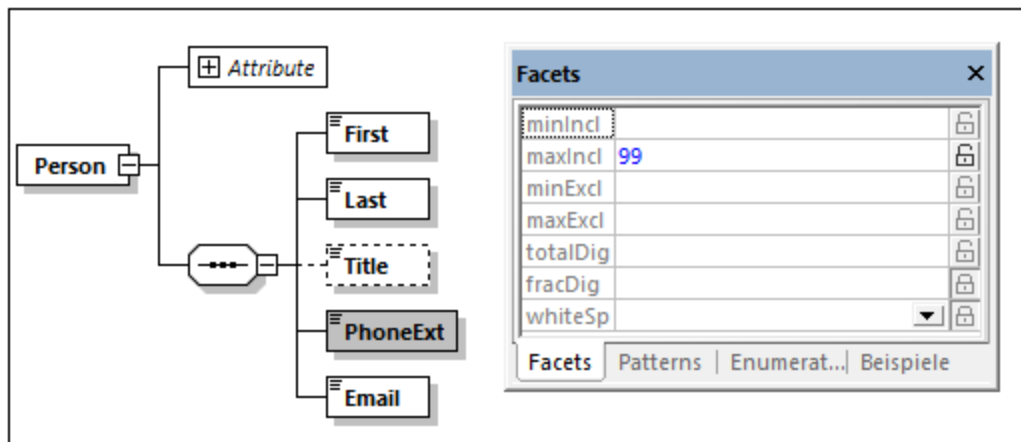 Attribute
Person
First
Last
Title
PhoneExt
Email
Facets
minIncl
maxIncl 99
minExcl
maxExcl
totalDig
fracDig
whiteSp
Facets Patterns Enumerat... Beispiele